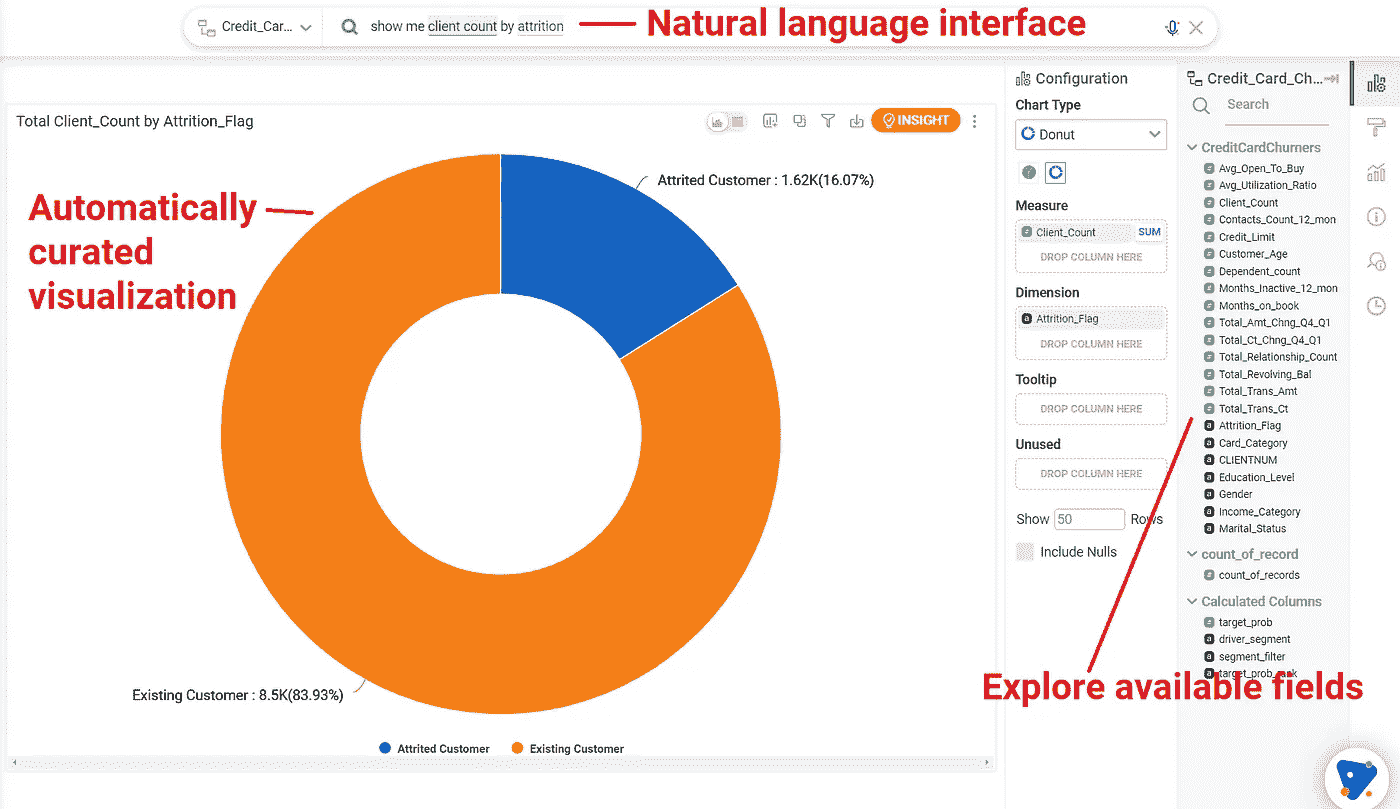 Credit_Car...
show me client count by attrition
Natural language interface
Total Client_Count by Attrition_Flag
INSIGHT
Automatically
curated
visualization
Attrited Customer : 1.62K(16.07%)
Existing Customer : 8.5K(83.93%)
Attrited Customer
Existing Customer
Configuration
Chart Type
Donut
Measure
Client_Count SUM
DROP COLUMN HERE
Dimension
Attrition_Flag
DROP COLUMN HERE
Tooltip
DROP COLUMN HERE
Unused
DROP COLUMN HERE
Show 50 Rows
Include Nulls
Credit_Card_Ch...
Search
CreditCardChurners
Avg_Open_To_Buy
Avg_Utilization_Ratio
Client_Count
Contacts_Count_12_mon
Credit_Limit
Customer_Age
Dependent_count
Months_Inactive_12_mon
Months_on_book
Total_Amt_Chng_Q4_Q1
Total_Ct_Chng_Q4_Q1
Total_Relationship_Count
Total_Revolving_Bal
Total_Trans_Amt
Total_Trans_Ct
Attrition_Flag
Card_Category
CLIENTNUM
Education_Level
Gender
Income_Category
Marital_Status
count_of_record
count_of_records
Calculated Columns
target_prob
driver_segment
segment_filter
Explore available fields